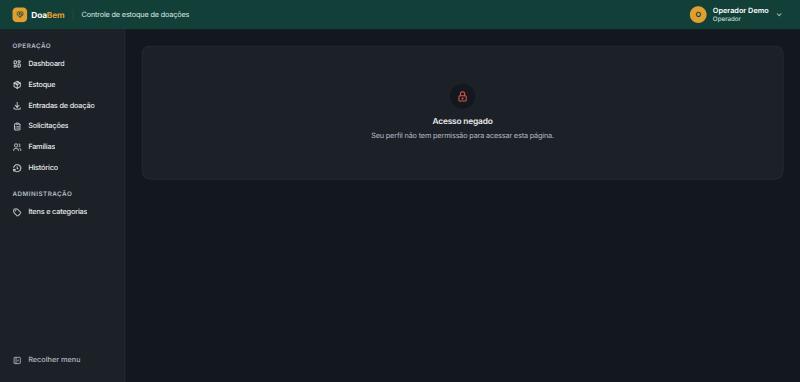 DoaBem
Controle de estoque de doações
O
Operador Demo
Operador
OPERAÇÃO
Dashboard
Estoque
Entradas de doação
Solicitações
Famílias
Histórico
ADMINISTRAÇÃO
Itens e categorias
Recolher menu
Acesso negado
Seu perfil não tem permissão para acessar esta página.